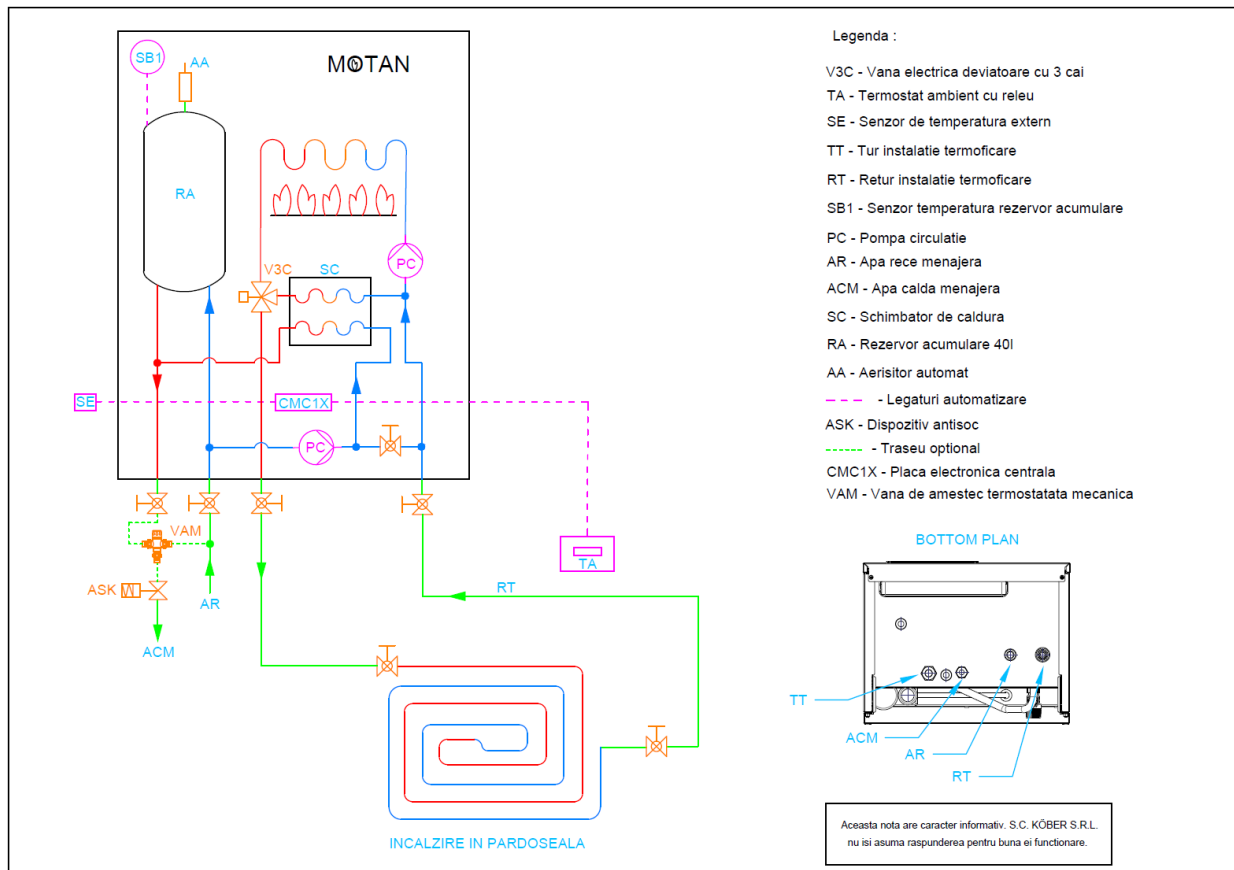 SB1
AA
MOTAN
RA
PC
V3C
SC
SE
CMC1X
PC
VAM
ASK
AR
ACM
TA
RT
INCALZIRE IN PARDOSEALA
Legenda :
V3C - Vana electrica deviatoare cu 3 cai
TA - Termostat ambient cu releu
SE - Senzor de temperatura extern
TT - Tur instalatie termoficare
RT - Retur instalatie termoficare
SB1 - Senzor temperatura rezervor acumulare
PC - Pompa circulatie
AR - Apa rece menajera
ACM - Apa calda menajera
SC - Schimbator de caldura
RA - Rezervor acumulare 40l
AA - Aerisitor automat
- Legaturi automatizare
ASK - Dispozitiv antisoc
- Traseu optional
CMC1X - Placa electronica centrala
VAM - Vana de amestec termostatata mecanica
BOTTOM PLAN
TT
ACM
AR
RT
Aceasta nota are caracter informativ. S.C. KÖBER S.R.L.
nu isi asuma raspunderea pentru buna ei functionare.